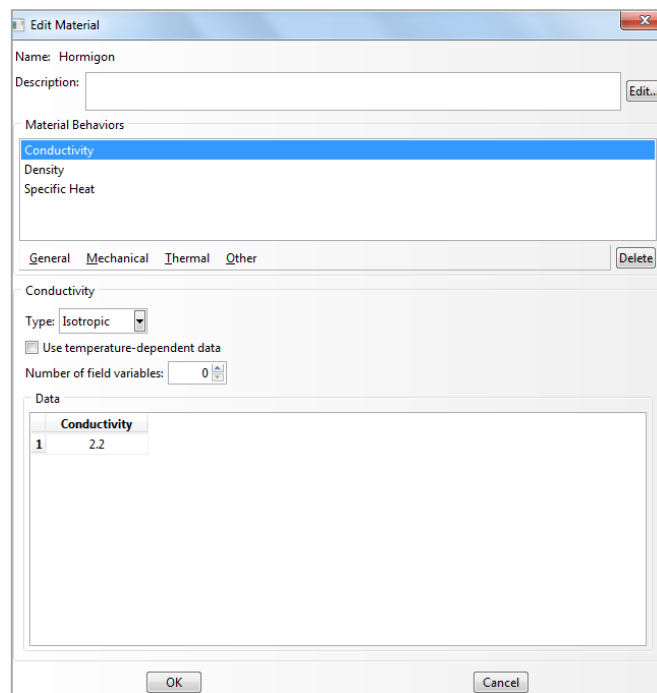 Edit Material
Name: Hormigon
Description:
Edit...
Material Behaviors
Conductivity
Density
Specific Heat
General Mechanical Thermal Other
Delete
Conductivity
Type: Isotropic
Use temperature-dependent data
Number of field variables: 0
Data
Conductivity
1 2.2
OK Cancel